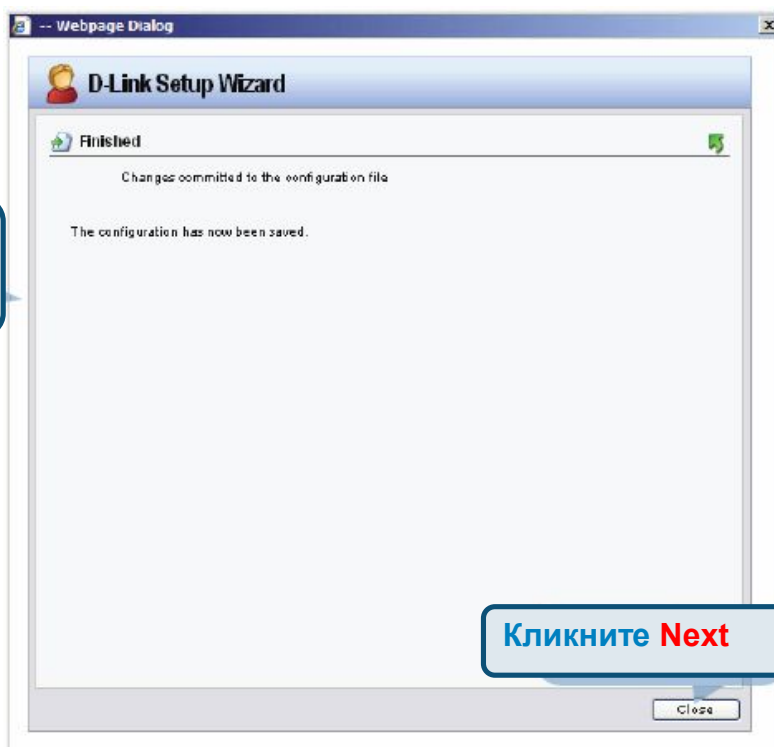 -- Webpage Dialog
D-Link Setup Wizard
Finished
Changes committed to the configuration file
The configuration has now been saved.
Кликните Next
Close